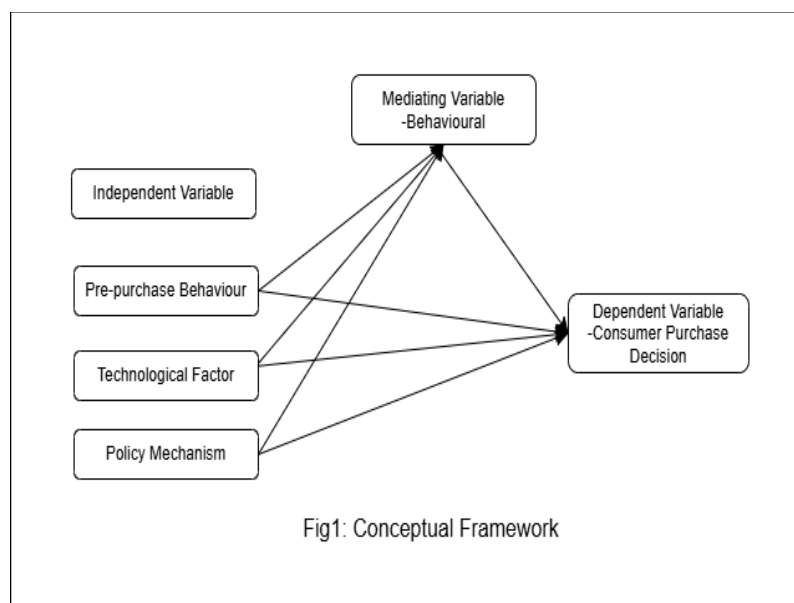 Mediating Variable
-Behavioural
Independent Variable
Pre-purchase Behaviour
Dependent Variable
-Consumer Purchase
Decision
Technological Factor
Policy Mechanism
Fig1: Conceptual Framework